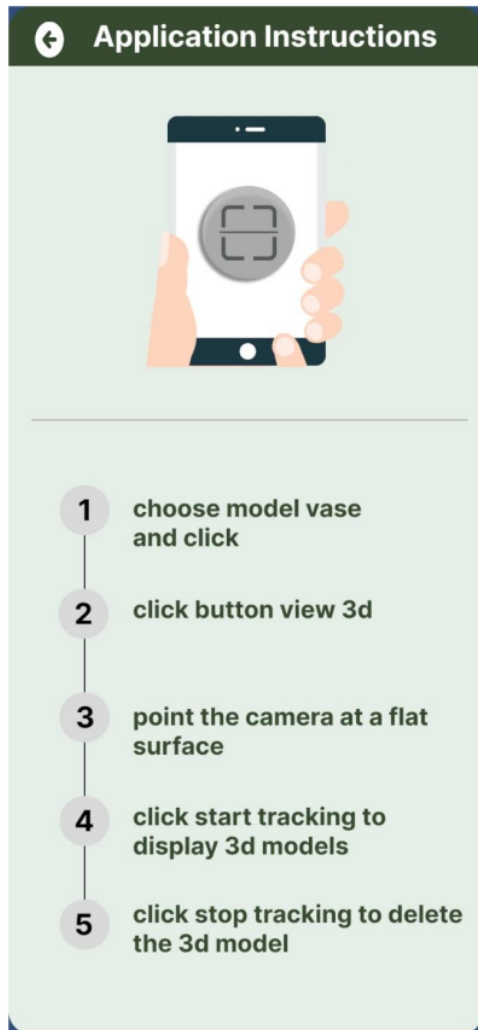 Application Instructions
1 choose model vase
and click
2 click button view 3d
3 point the camera at a flat
surface
4 click start tracking to
display 3d models
5 click stop tracking to delete
the 3d model